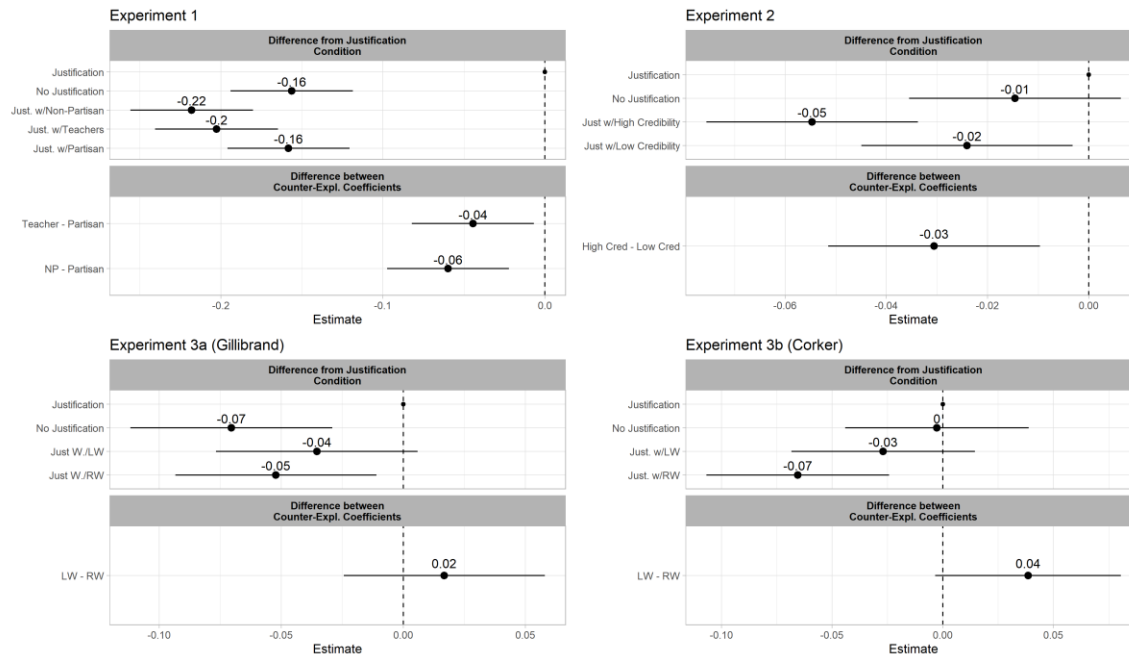 Experiment 1
Difference from Justification
Condition
Justification
No Justification
-0.16
Just. w/Non-Partisan
-0.22
Just. w/Teachers
-0.2
Just. w/Partisan
-0.16
Difference between
Counter-Expl. Coefficients
Teacher - Partisan
-0.04
NP - Partisan
-0.06
-0.2
-0.1
0.0
Estimate
Experiment 2
Difference from Justification
Condition
Justification
No Justification
-0.01
Just w/High Credibility
-0.05
Just w/Low Credibility
-0.02
Difference between
Counter-Expl. Coefficients
High Cred - Low Cred
-0.03
-0.06
-0.04
-0.02
0.00
Estimate
Experiment 3a (Gillibrand)
Difference from Justification
Condition
Justification
No Justification
-0.07
Just W./LW
-0.04
Just W./RW
-0.05
Difference between
Counter-Expl. Coefficients
LW - RW
0.02
-0.10
-0.05
0.00
0.05
Estimate
Experiment 3b (Corker)
Difference from Justification
Condition
Justification
No Justification
0
Just. w/LW
-0.03
Just. w/RW
-0.07
Difference between
Counter-Expl. Coefficients
LW - RW
0.04
-0.10
-0.05
0.00
0.05
Estimate